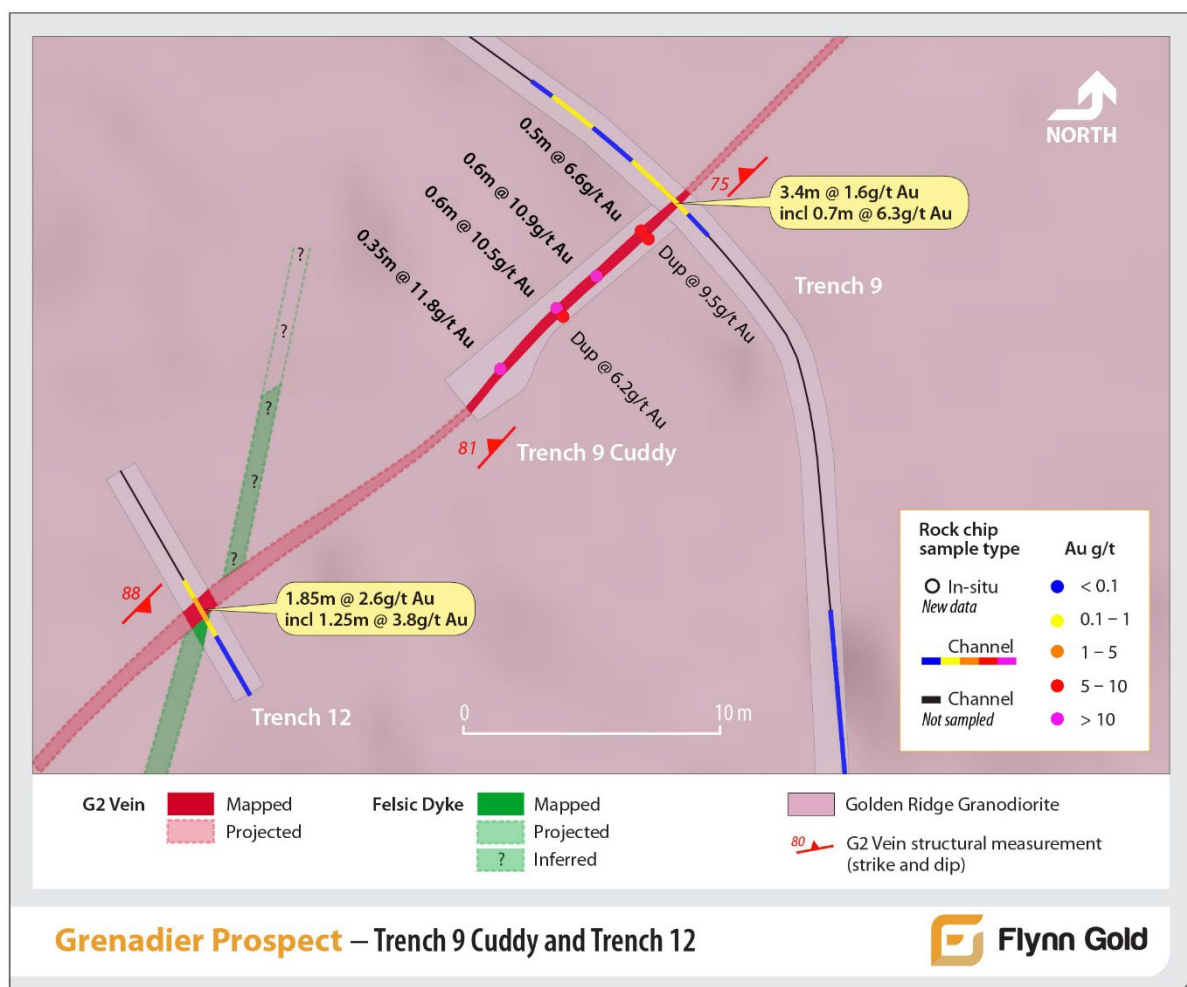 NORTH
0.5m @ 6.6g/t Au
0.6m @ 10.9g/t Au
0.6m @ 10.5g/t Au
0.35m @ 11.8g/t Au
75
3.4m @ 1.6g/t Au
incl 0.7m @ 6.3g/t Au
Dup @ 9.5g/t Au
Trench 9
Dup @ 6.2g/t Au
?
?
?
?
?
81
Trench 9 Cuddy
88
1.85m @ 2.6g/t Au
incl 1.25m @ 3.8g/t Au
Trench 12
0 10 m
Rock chip
sample type
Au g/t
In-situ
New data
Channel
Channel
Not sampled
< 0.1
0.1 – 1
1 – 5
5 – 10
> 10
G2 Vein
Mapped
Projected
Felsic Dyke
Mapped
Projected
? Inferred
Golden Ridge Granodiorite
80 G2 Vein structural measurement
(strike and dip)
Grenadier Prospect – Trench 9 Cuddy and Trench 12
Flynn Gold